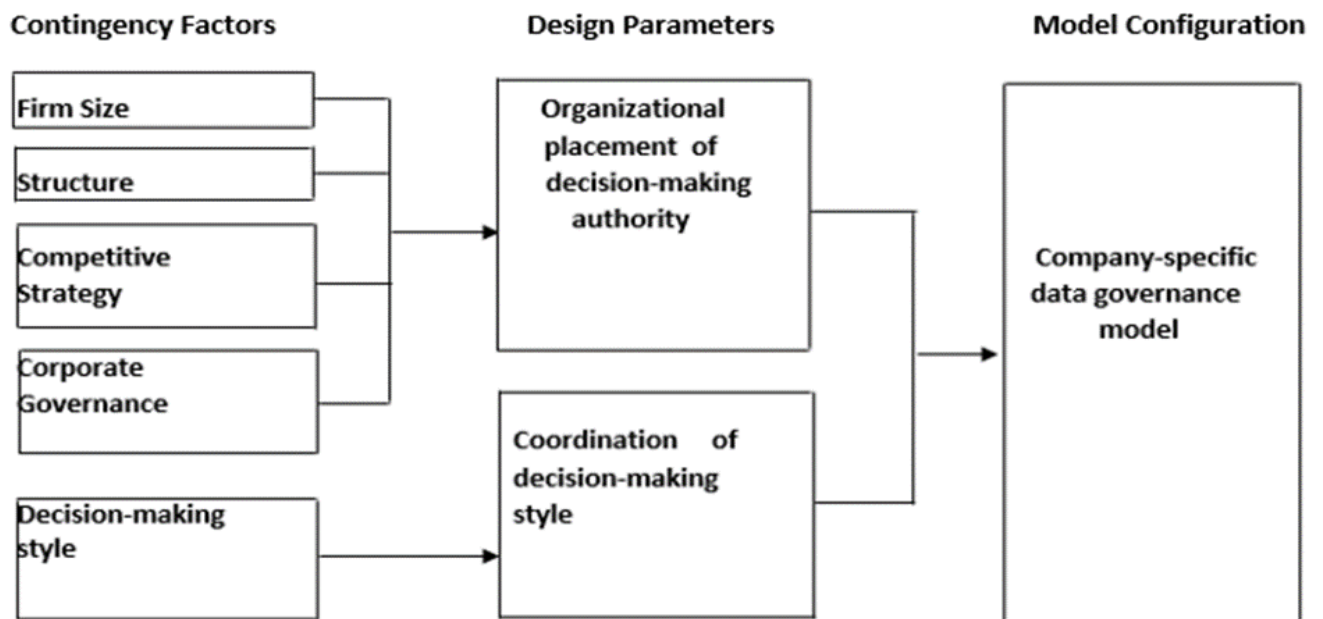 Contingency Factors
Design Parameters
Model Configuration
Firm Size
Structure
Competitive
Strategy
Corporate
Governance
Decision-making
style
Organizational
placement of
decision-making
authority
Coordination of
decision-making
style
Company-specific
data governance
model